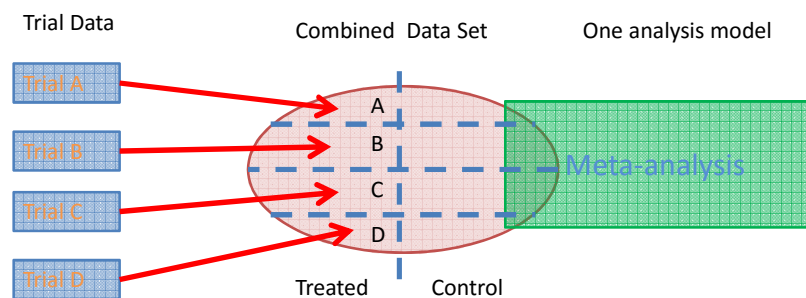 Trial Data
Combined Data Set
One analysis model
Trial A
Trial B
Trial C
Trial D
A
B
C
D
Meta-analysis
Treated
Control